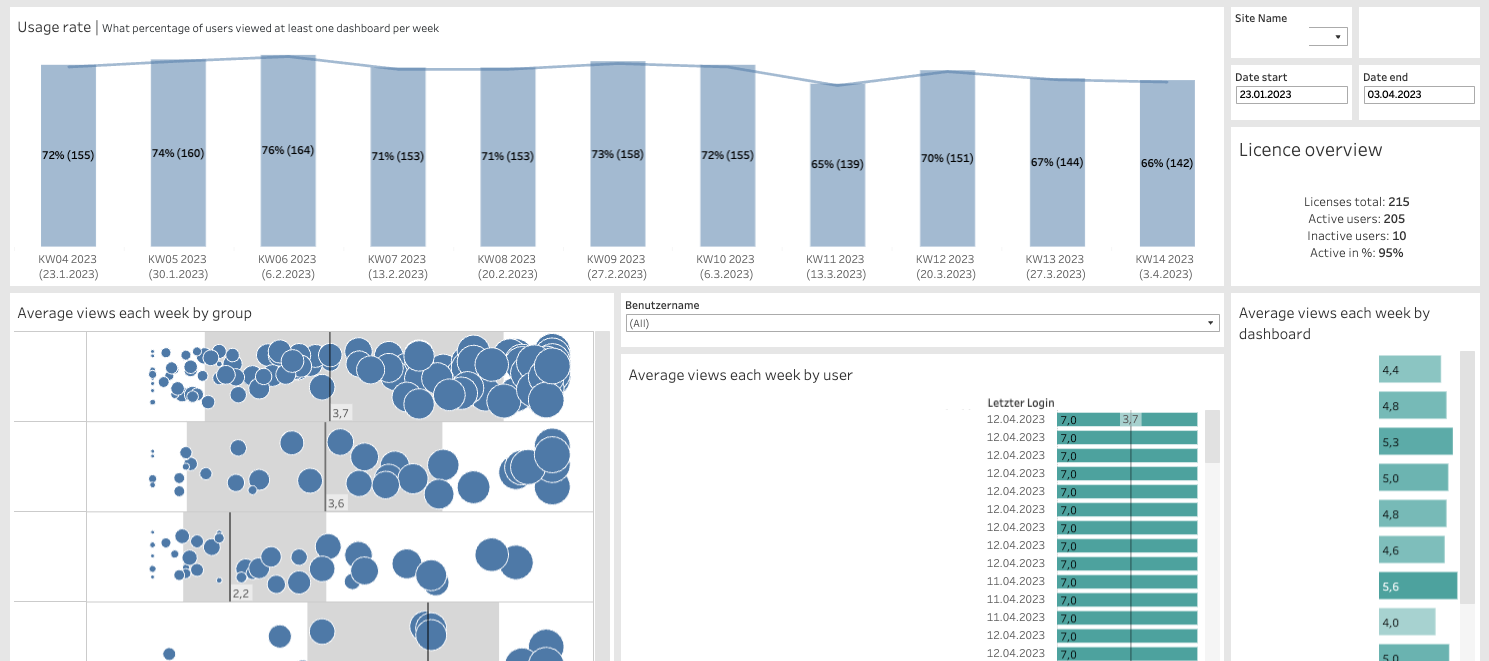 Usage rate | What percentage of users viewed at least one dashboard per week
72% (155)
74% (160)
76% (164)
71% (153)
71% (153)
73% (158)
72% (155)
65% (139)
70% (151)
67% (144)
66% (142)
KW04 2023
(23.1.2023)
KW05 2023
(30.1.2023)
KW06 2023
(6.2.2023)
KW07 2023
(13.2.2023)
KW08 2023
(20.2.2023)
KW09 2023
(27.2.2023)
KW10 2023
(6.3.2023)
KW11 2023
(13.3.2023)
KW12 2023
(20.3.2023)
KW13 2023
(27.3.2023)
KW14 2023
(3.4.2023)
Site Name
Date start
23.01.2023
Date end
03.04.2023
Licence overview
Licenses total: 215
Active users: 205
Inactive users: 10
Active in %: 95%
Average views each week by group
3,7
3,6
2,2
Benutzername
(All)
Average views each week by user
Letzter Login
12.04.2023 7,0 3,7
12.04.2023 7,0
12.04.2023 7,0
12.04.2023 7,0
12.04.2023 7,0
12.04.2023 7,0
12.04.2023 7,0
12.04.2023 7,0
12.04.2023 7,0
11.04.2023 7,0
11.04.2023 7,0
11.04.2023 7,0
12.04.2023 7,0
12.04.2023 7,0
Average views each week by
dashboard
4,4
4,8
5,3
5,0
4,8
4,6
5,6
4,0
5,0